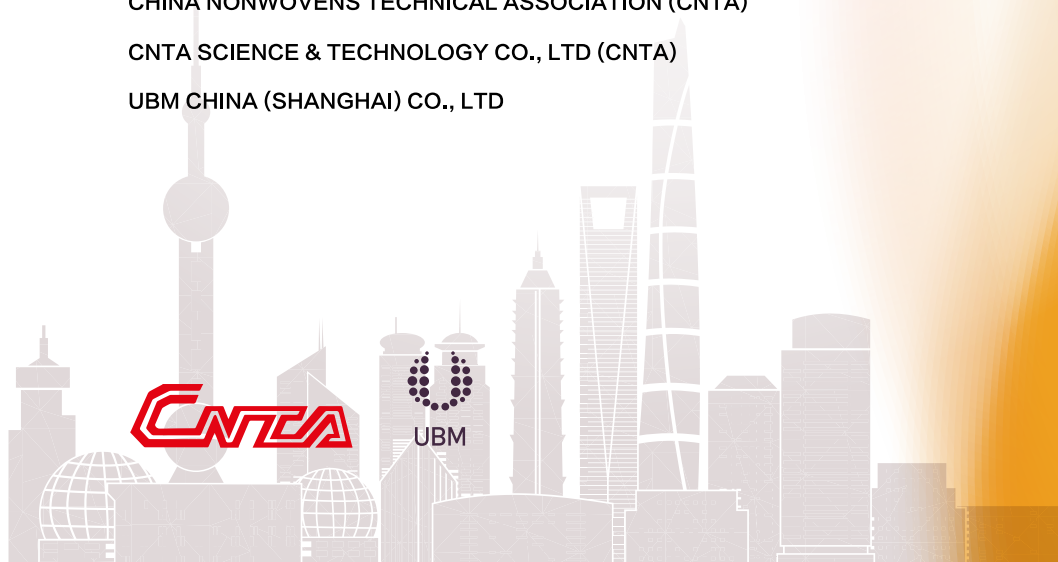 CHINA NONWOVENS TECHNICAL ASSOCIATION (CNTA)
CNTA SCIENCE & TECHNOLOGY CO., LTD (CNTA)
UBM CHINA (SHANGHAI) CO., LTD
CNTA
UBM